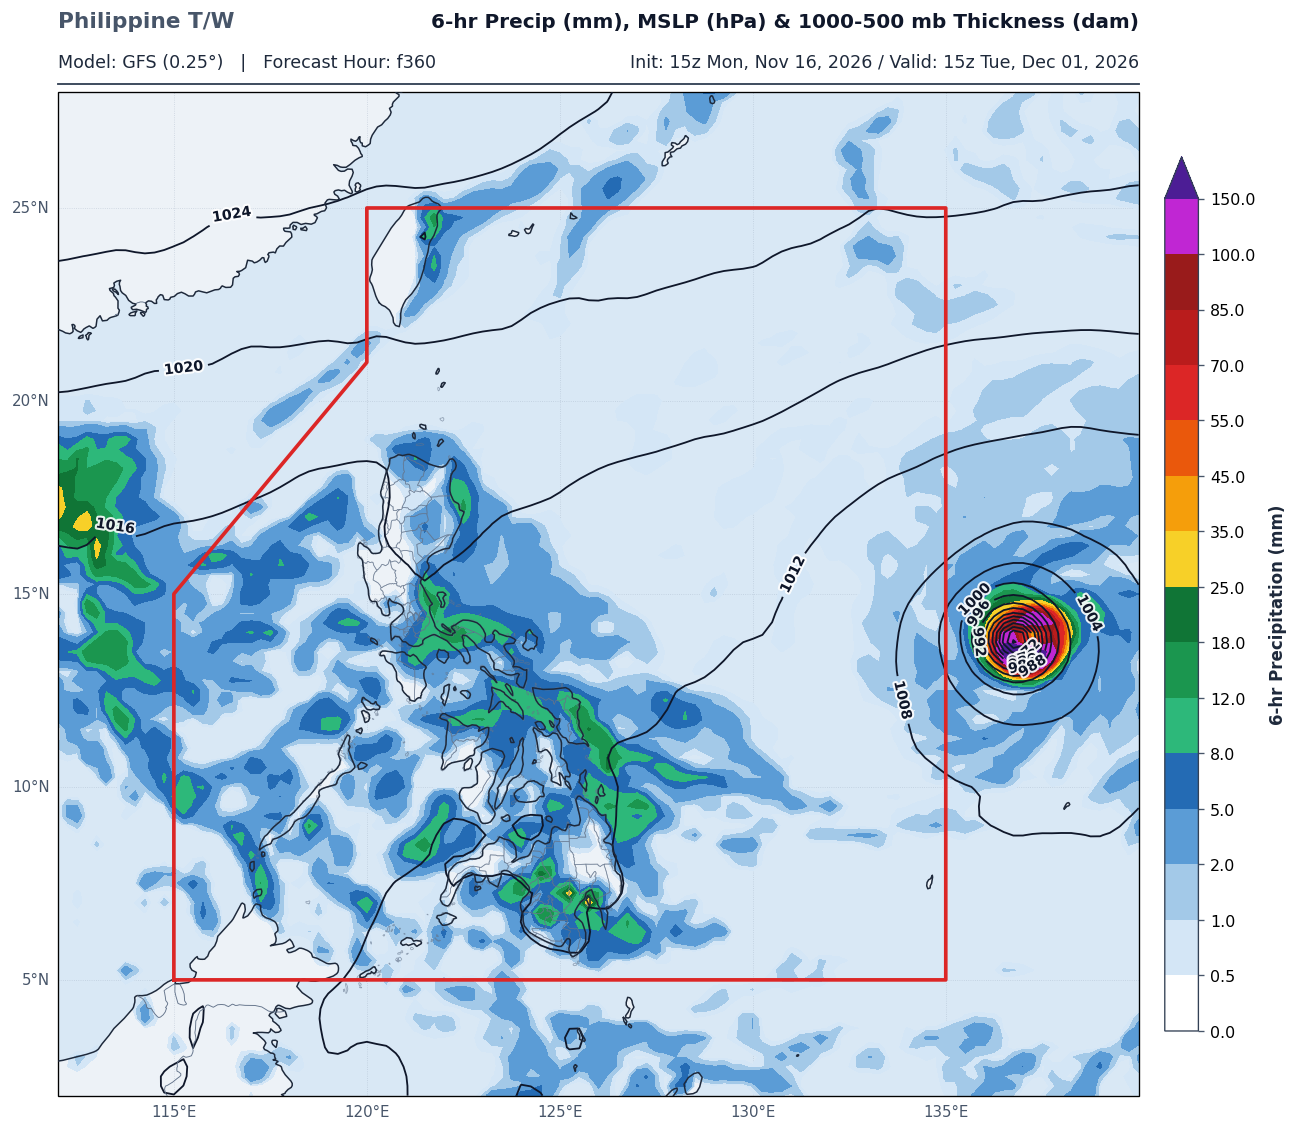 Philippine T/W
6-hr Precip (mm), MSLP (hPa) & 1000-500 mb Thickness (dam)
Model: GFS (0.25°) | Forecast Hour: f360
Init: 15z Mon, Nov 16, 2026 / Valid: 15z Tue, Dec 01, 2026
25°N
20°N
15°N
10°N
5°N
115°E
120°E
125°E
130°E
135°E
1024
1020
1016
1012
1008
1004
1000
996
992
988
150.0
100.0
85.0
70.0
55.0
45.0
35.0
25.0
18.0
12.0
8.0
5.0
2.0
1.0
0.5
0.0
6-hr Precipitation (mm)